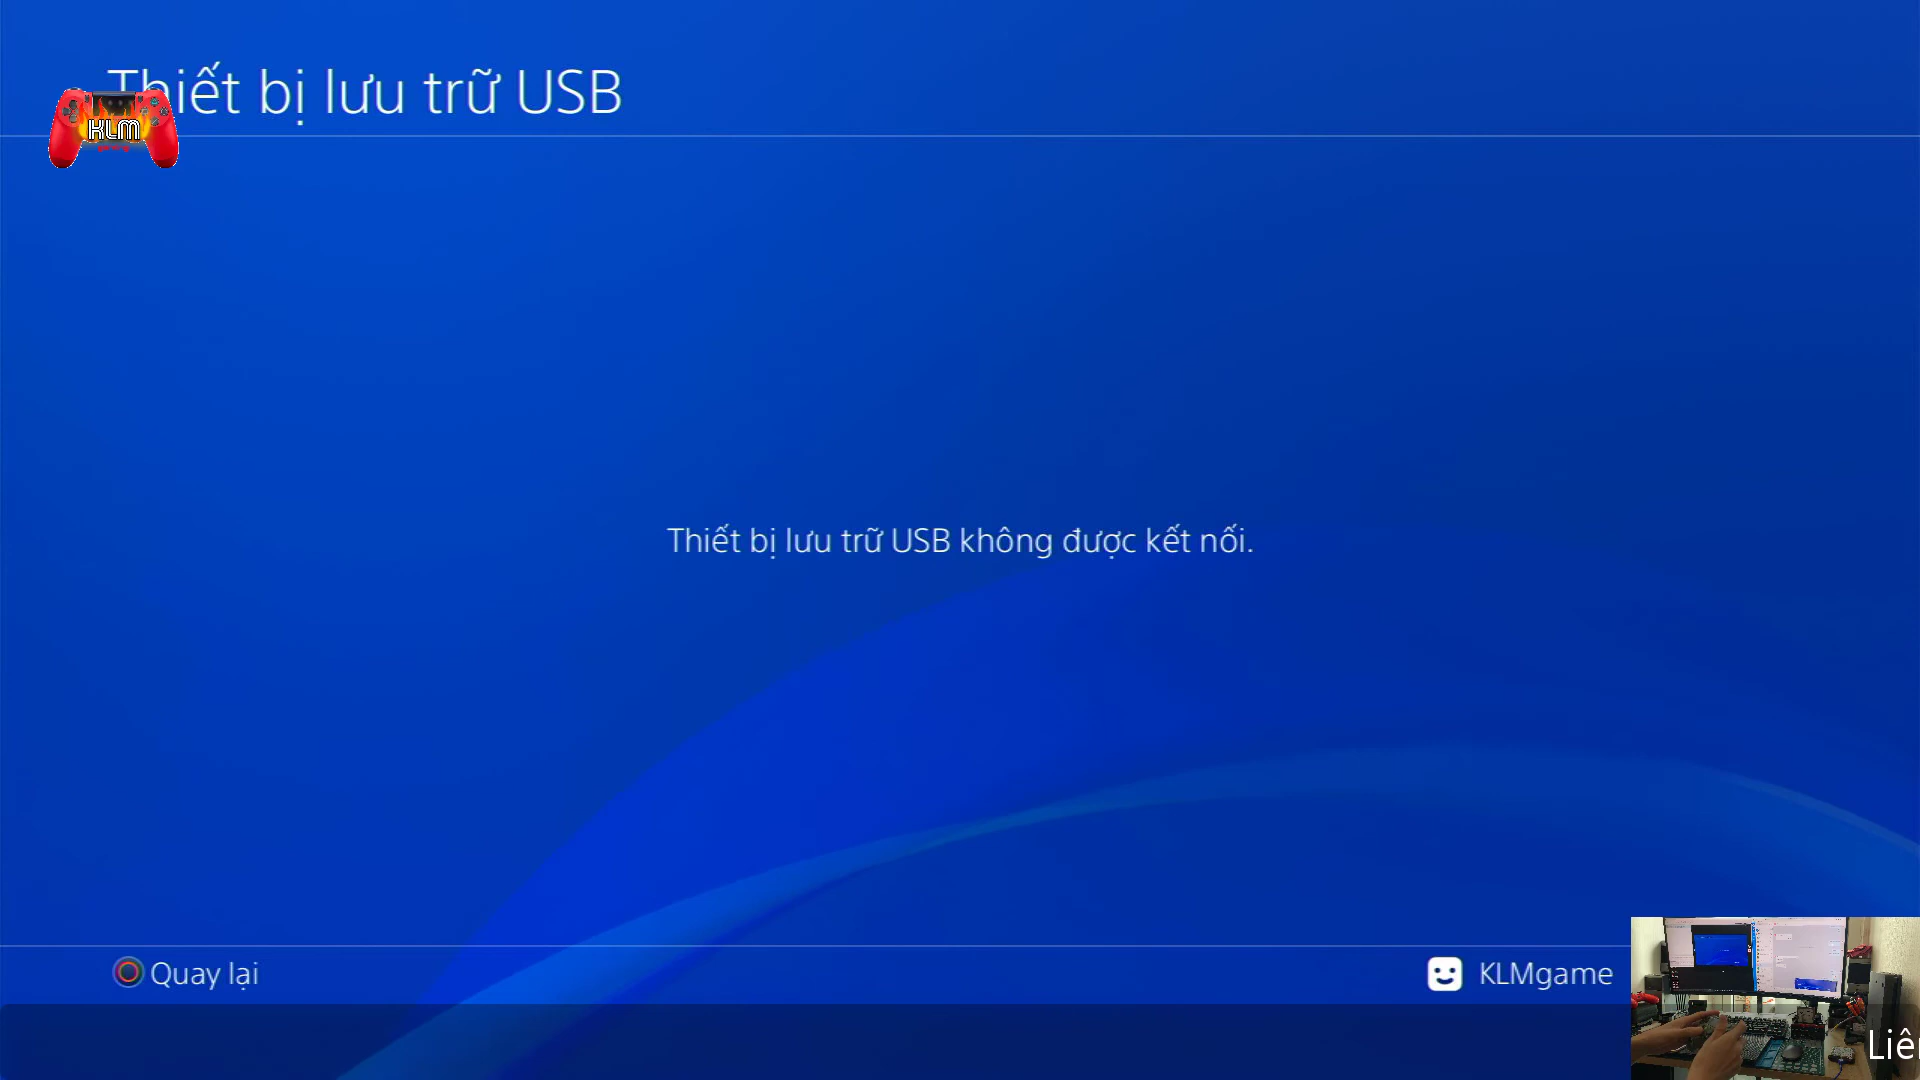 Thiết bị lưu trữ USB
KLM
Thiết bị lưu trữ USB không được kết nối.
Quay lại
KLMgame